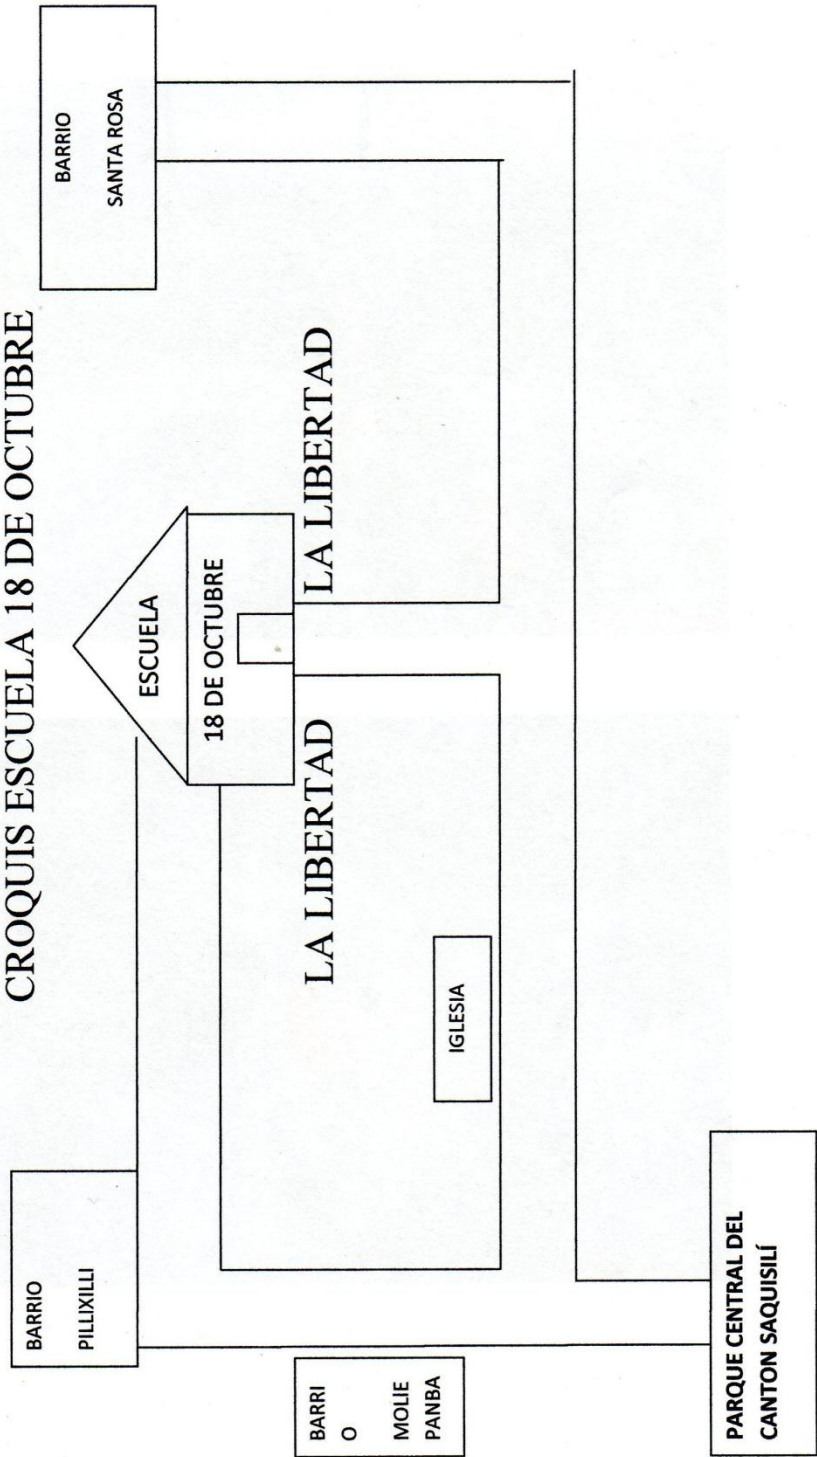 CROQUIS ESCUELA 18 DE OCTUBRE
BARRIO
PILLIXILLI
ESCUELA
18 DE OCTUBRE
BARRIO
SANTA ROSA
BARRI
O
MOLIE
PANBA
LA LIBERTAD
LA LIBERTAD
IGLESIA
PARQUE CENTRAL DEL
CANTON SAQUISILÍ